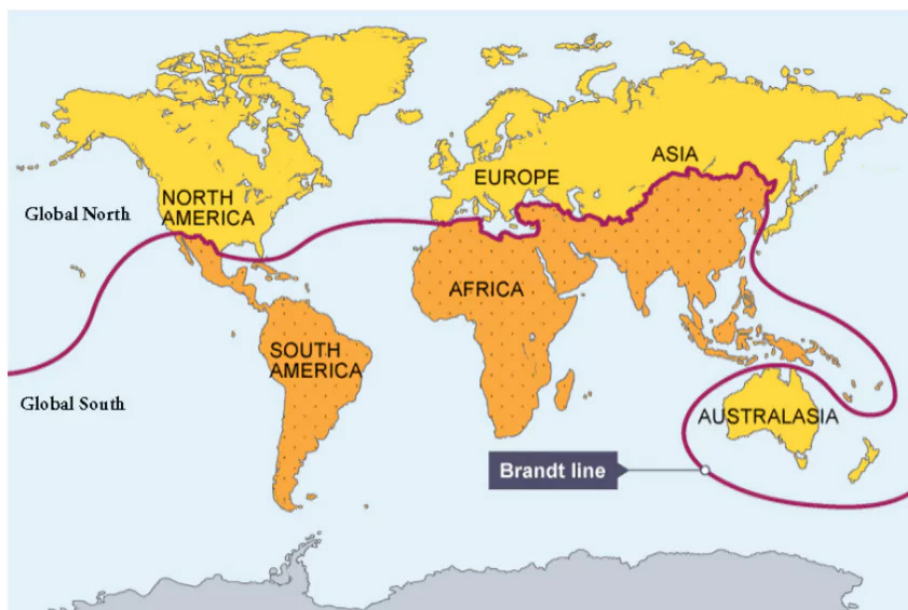 ASIA
EUROPE
NORTH
AMERICA
Global North
AFRICA
SOUTH
AMERICA
Global South
AUSTRALASIA
Brandt line